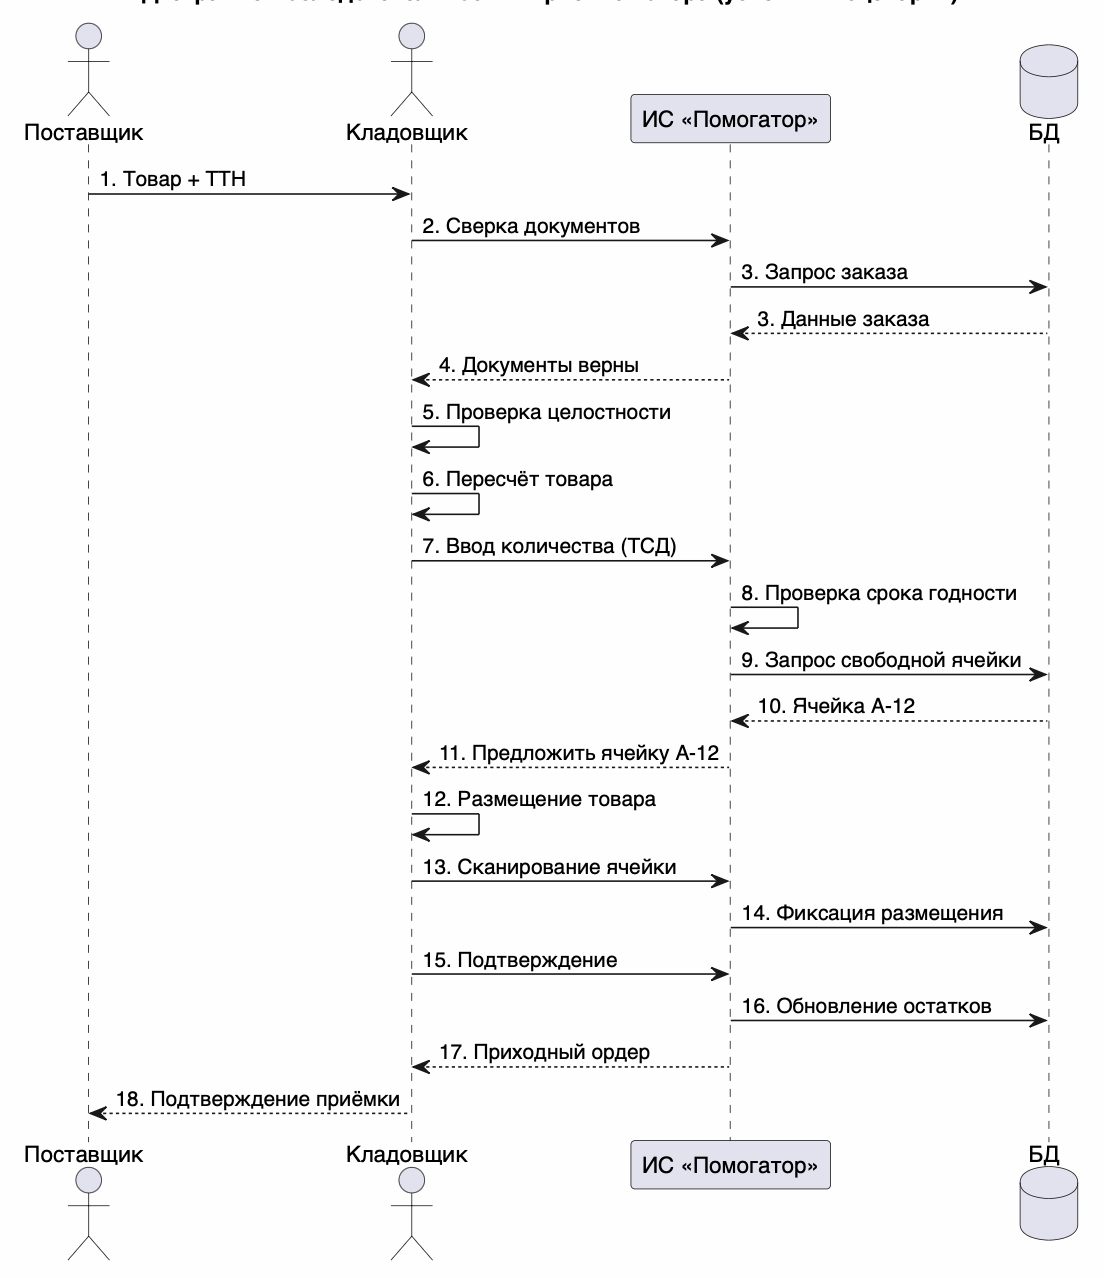 Поставщик
Кладовщик
ИС «Помогатор»
БД
1. Товар + ТТН
2. Сверка документов
3. Запрос заказа
3. Данные заказа
4. Документы верны
5. Проверка целостности
6. Пересчёт товара
7. Ввод количества (ТСД)
8. Проверка срока годности
9. Запрос свободной ячейки
10. Ячейка А-12
11. Предложить ячейку А-12
12. Размещение товара
13. Сканирование ячейки
14. Фиксация размещения
15. Подтверждение
16. Обновление остатков
17. Приходный ордер
18. Подтверждение приёмки
Поставщик
Кладовщик
ИС «Помогатор»
БД